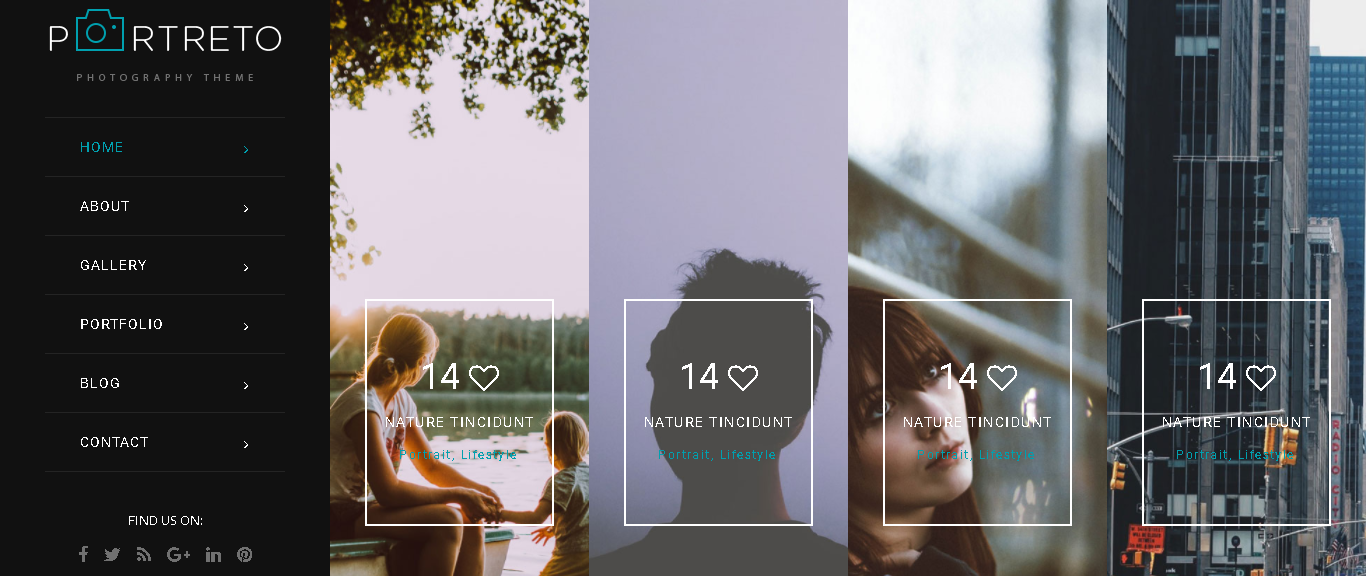 PORTRETO
PHOTOGRAPHY THEME
HOME
ABOUT
GALLERY
PORTFOLIO
BLOG
CONTACT
FIND US ON:
14
NATURE TINCIDUNT
Portrait, Lifestyle
14
NATURE TINCIDUNT
Portrait, Lifestyle
14
NATURE TINCIDUNT
Portrait, Lifestyle
14
NATURE TINCIDUNT
Portrait, Lifestyle
RADIO CITY